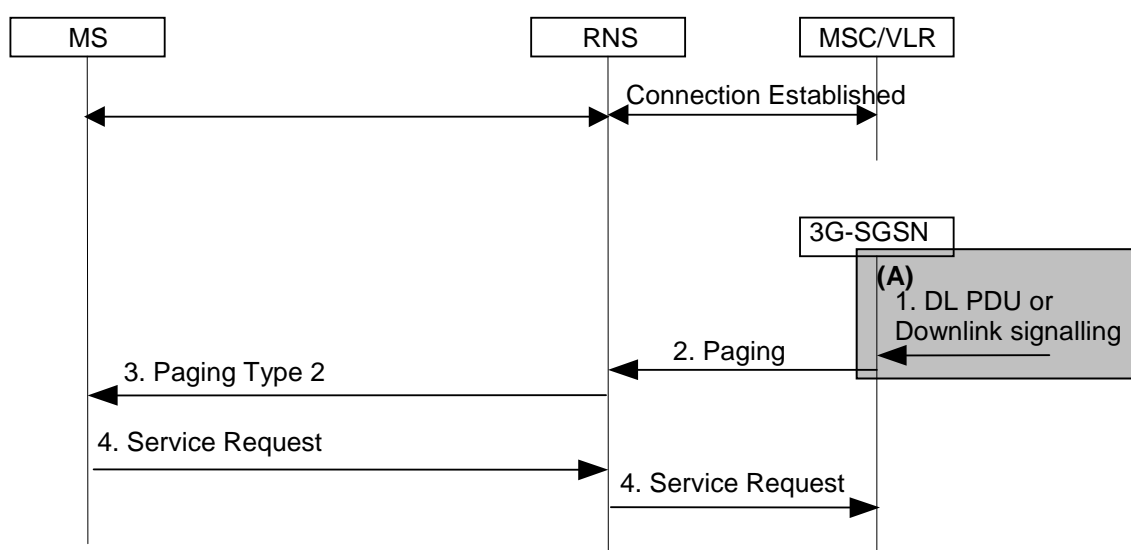 MS
RNS
MSC/VLR
Connection Established
3G-SGSN
(A)
1. DL PDU or
Downlink signalling
2. Paging
3. Paging Type 2
4. Service Request
4. Service Request